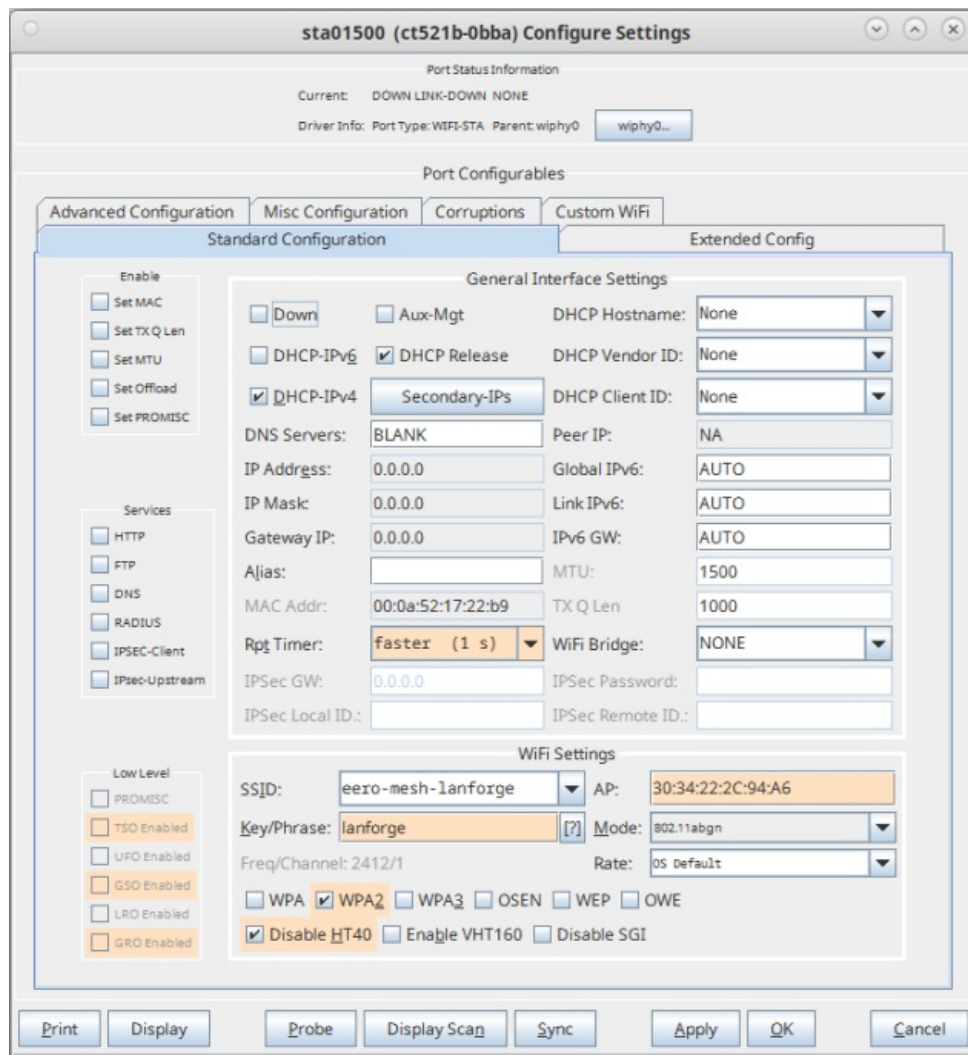 sta01500 (ct521b-0bba) Configure Settings
Port Status Information
Current: DOWN LINK-DOWN NONE
Driver Info: Port Type: WIFI-STA Parent: wiphy0 wiphy0...
Port Configurables
Advanced Configuration Misc Configuration Corruptions Custom WiFi
Standard Configuration Extended Config
Enable
Set MAC
Set TX Q Len
Set MTU
Set Offload
Set PROMISC
Services
HTTP
FTP
DNS
RADIUS
IPSEC-Client
IPsec-Upstream
Low Level
PROMISC
TSO Enabled
UFO Enabled
GSO Enabled
LRO Enabled
GRO Enabled
General Interface Settings
Down Aux-Mgt DHCP Hostname: None
DHCP-IPv6 DHCP Release DHCP Vendor ID: None
DHCP-IPv4 Secondary-IPs DHCP Client ID: None
DNS Servers: BLANK Peer IP: NA
IP Address: 0.0.0.0 Global IPv6: AUTO
IP Mask: 0.0.0.0 Link IPv6: AUTO
Gateway IP: 0.0.0.0 IPv6 GW: AUTO
Alias: MTU: 1500
MAC Addr: 00:0a:52:17:22:b9 TX Q Len 1000
Rpt Timer: faster (1 s) WiFi Bridge: NONE
IPSec GW: 0.0.0.0 IPSec Password:
IPSec Local ID.: IPSec Remote ID.:
WiFi Settings
SSID: eero-mesh-lanforge AP: 30:34:22:2C:94:A6
Key/Phrase: lanforge [?] Mode: 802.11abgn
Freq/Channel: 2412/1 Rate: OS Default
WPA WPA2 WPA3 OSEN WEP OWE
Disable HT40 Enable VHT160 Disable SGI
Print Display Probe Display Scan Sync Apply OK Cancel